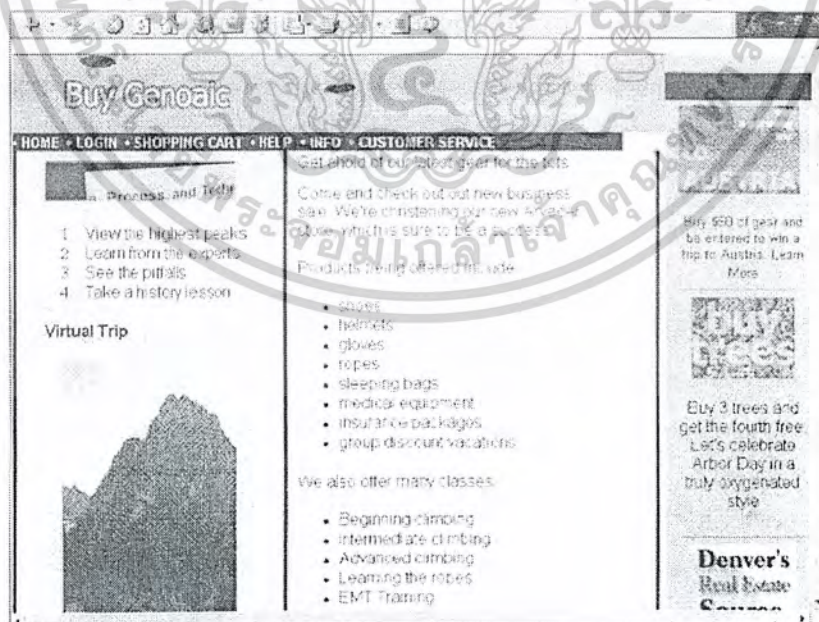 Buy Genoaic
HOME • LOGIN • SHOPPING CART • HELP • INFO • CUSTOMER SERVICE
Process, and Techn
1 View the highest peaks
2 Learn from the experts
3 See the pitfalls
4 Take a history lesson
Virtual Trip
Get ahold of our latest gear for the
Come and check out our new business
sale. We're christening our new
store, which is sure to be a success
Products being offered include
• shoes
• helmets
• gloves
• ropes
• sleeping bags
• medical equipment
• insurance packages
• group discount vacations
We also offer many classes
• Beginning climbing
• Intermediate climbing
• Advanced climbing
• Learning the ropes
• EMT Training
AUSTRIA
Buy $50 of gear and
be entered to win a
trip to Austria. Learn
More
buy
trees
Buy 3 trees and
get the fourth free
Let's celebrate
Arbor Day in a
truly oxygenated
style
Denver's
Real Estate
Source